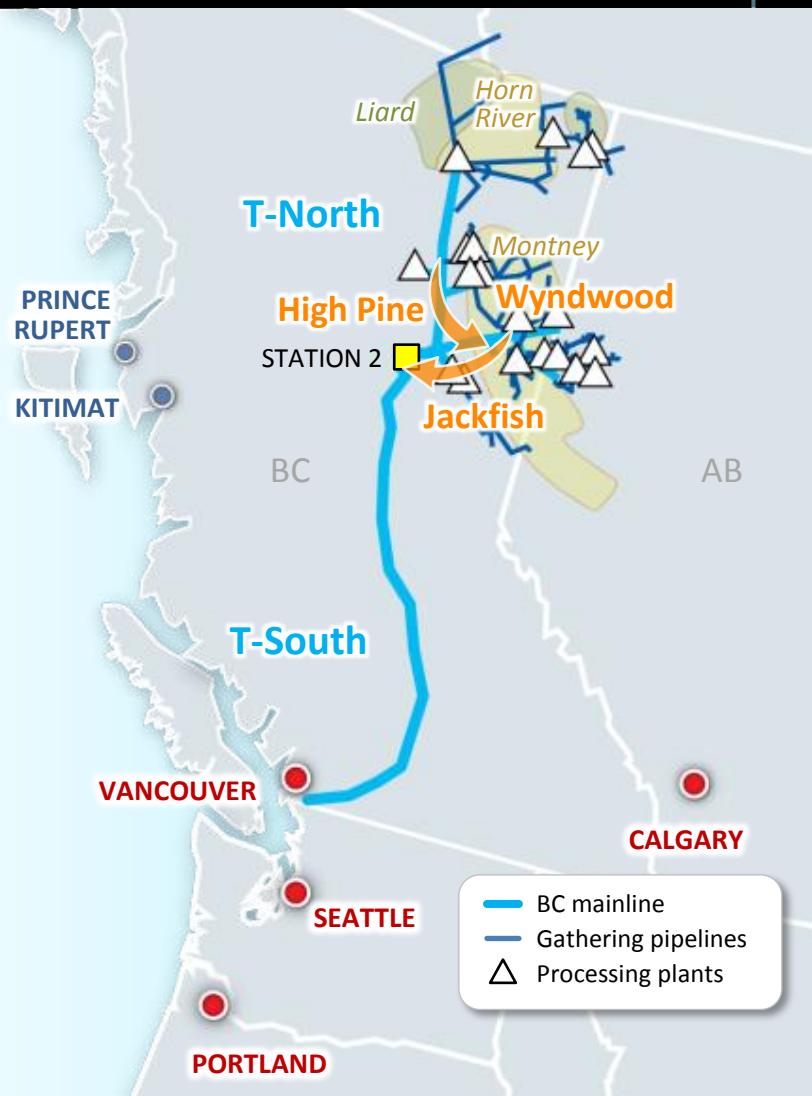 Liard
Horn
River
T-North
Montney
PRINCE
RUPERT
High Pine
Wyndwood
STATION 2
KITIMAT
Jackfish
BC
AB
T-South
VANCOUVER
CALGARY
SEATTLE
BC mainline
Gathering pipelines
Processing plants
PORTLAND